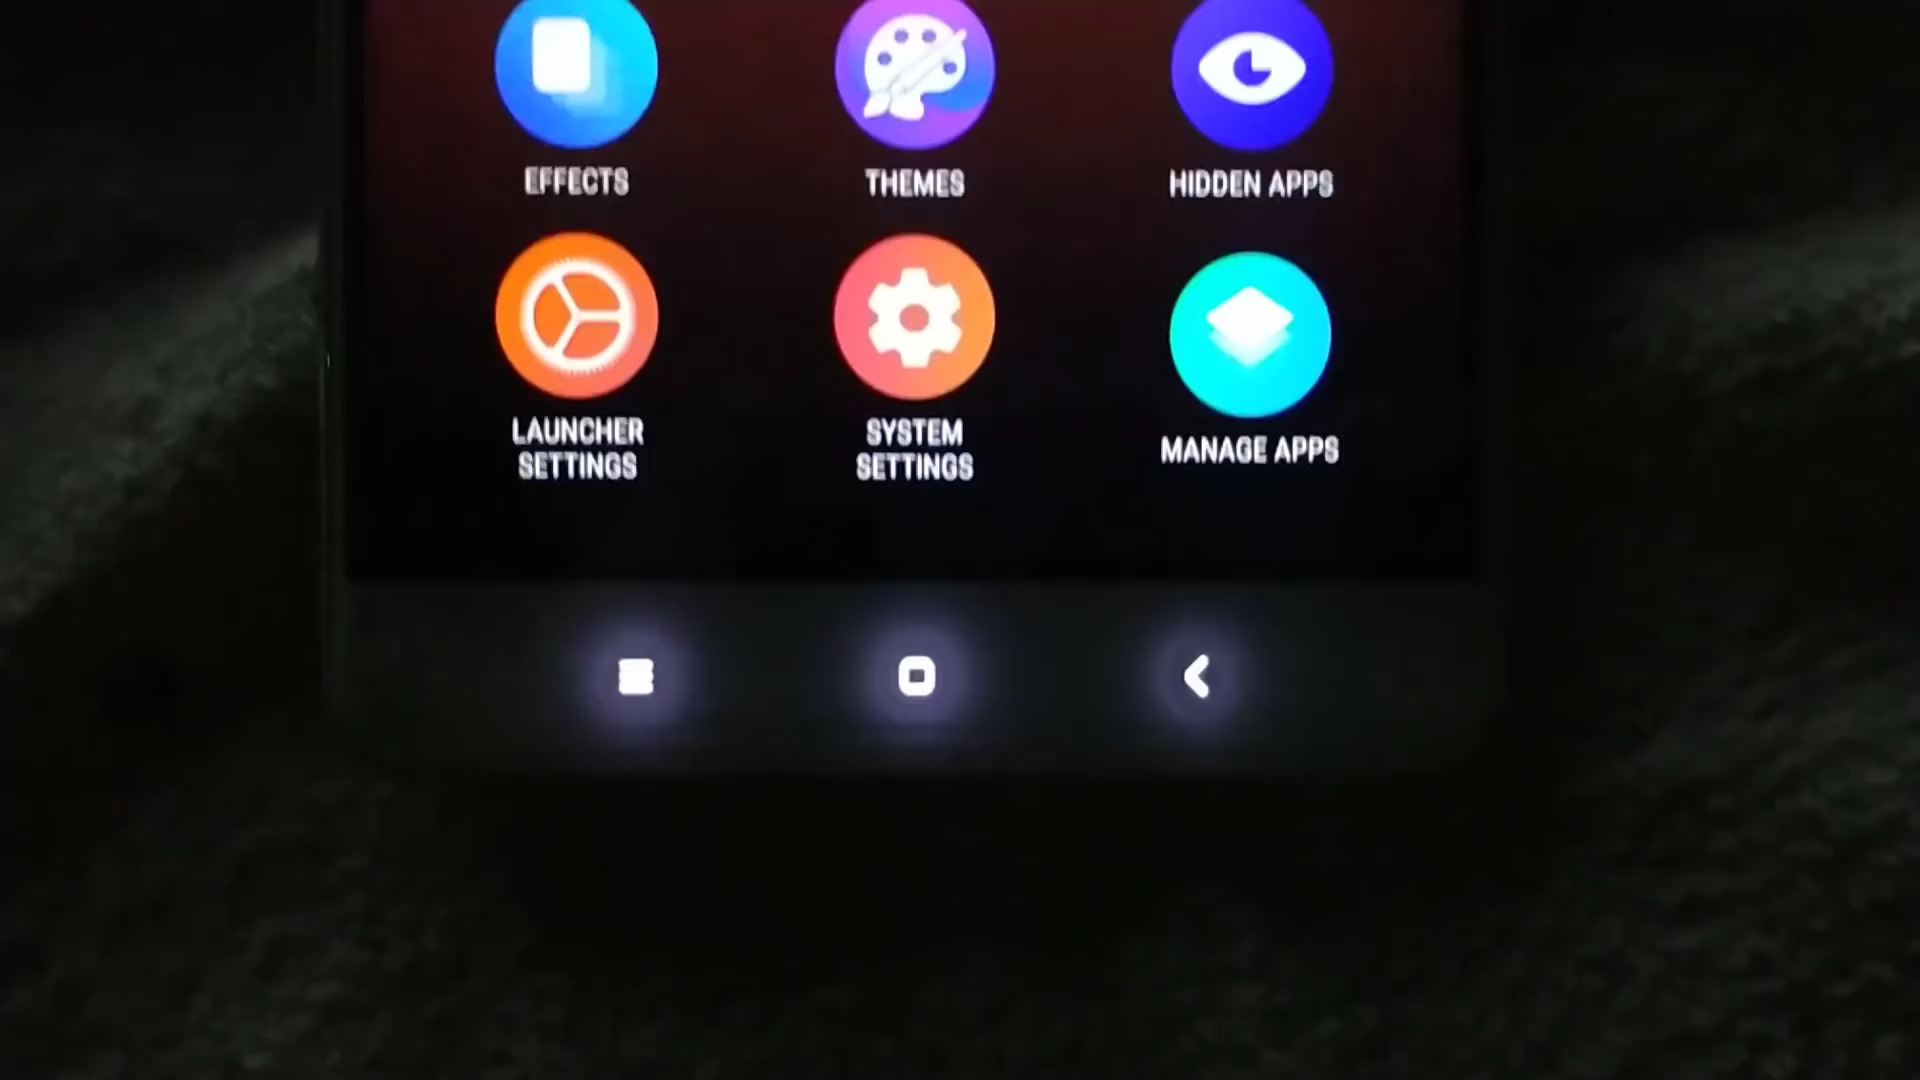 EFFECTS
THEMES
HIDDEN APPS
LAUNCHER
SETTINGS
SYSTEM
SETTINGS
MANAGE APPS